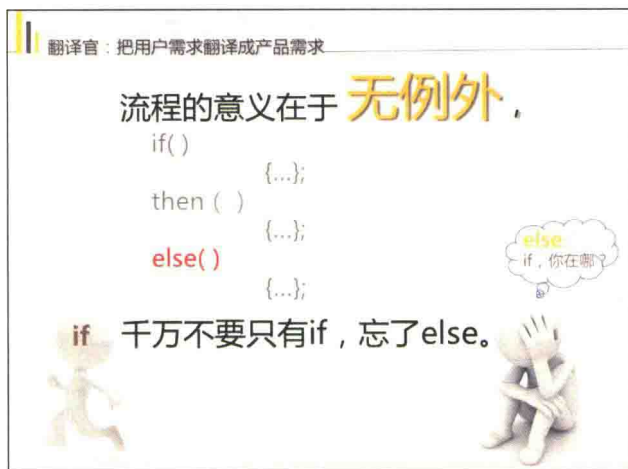 翻译官：把用户需求翻译成产品需求
流程的意义在于 无例外，
if( )
{...};
then ( )
{...};
else( )
{...};
else
if，你在哪？
if
千万不要只有if，忘了else。